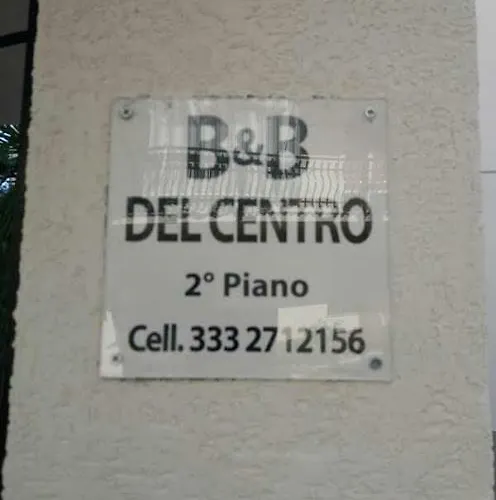 B&B
DEL CENTRO
2° Piano
Cell. 333 2712156